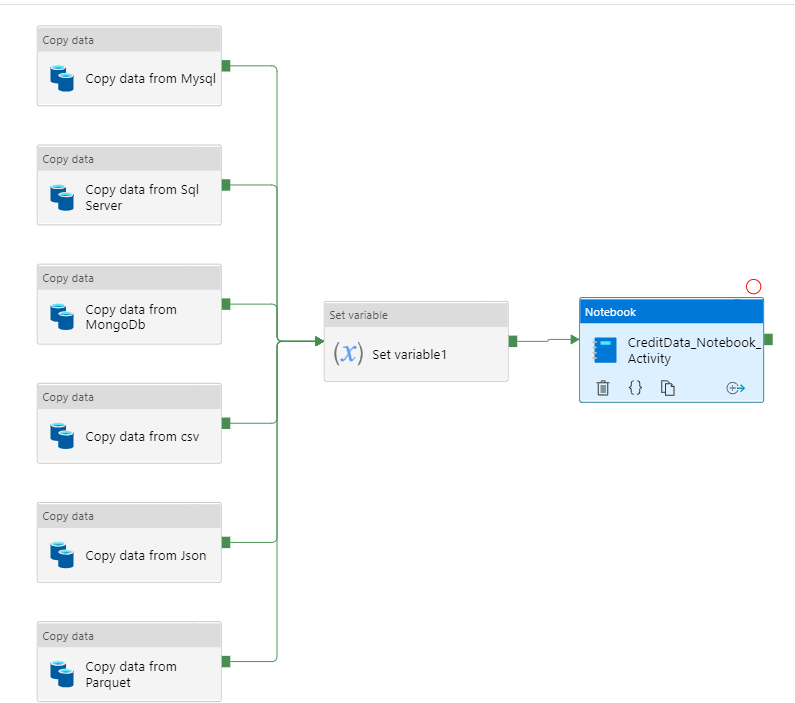 Copy data
Copy data from Mysql
Copy data
Copy data from Sql
Server
Copy data
Copy data from
MongoDb
Copy data
Copy data from csv
Copy data
Copy data from Json
Copy data
Copy data from
Parquet
Set variable
(x) Set variable1
Notebook
CreditData_Notebook_
Activity
{}